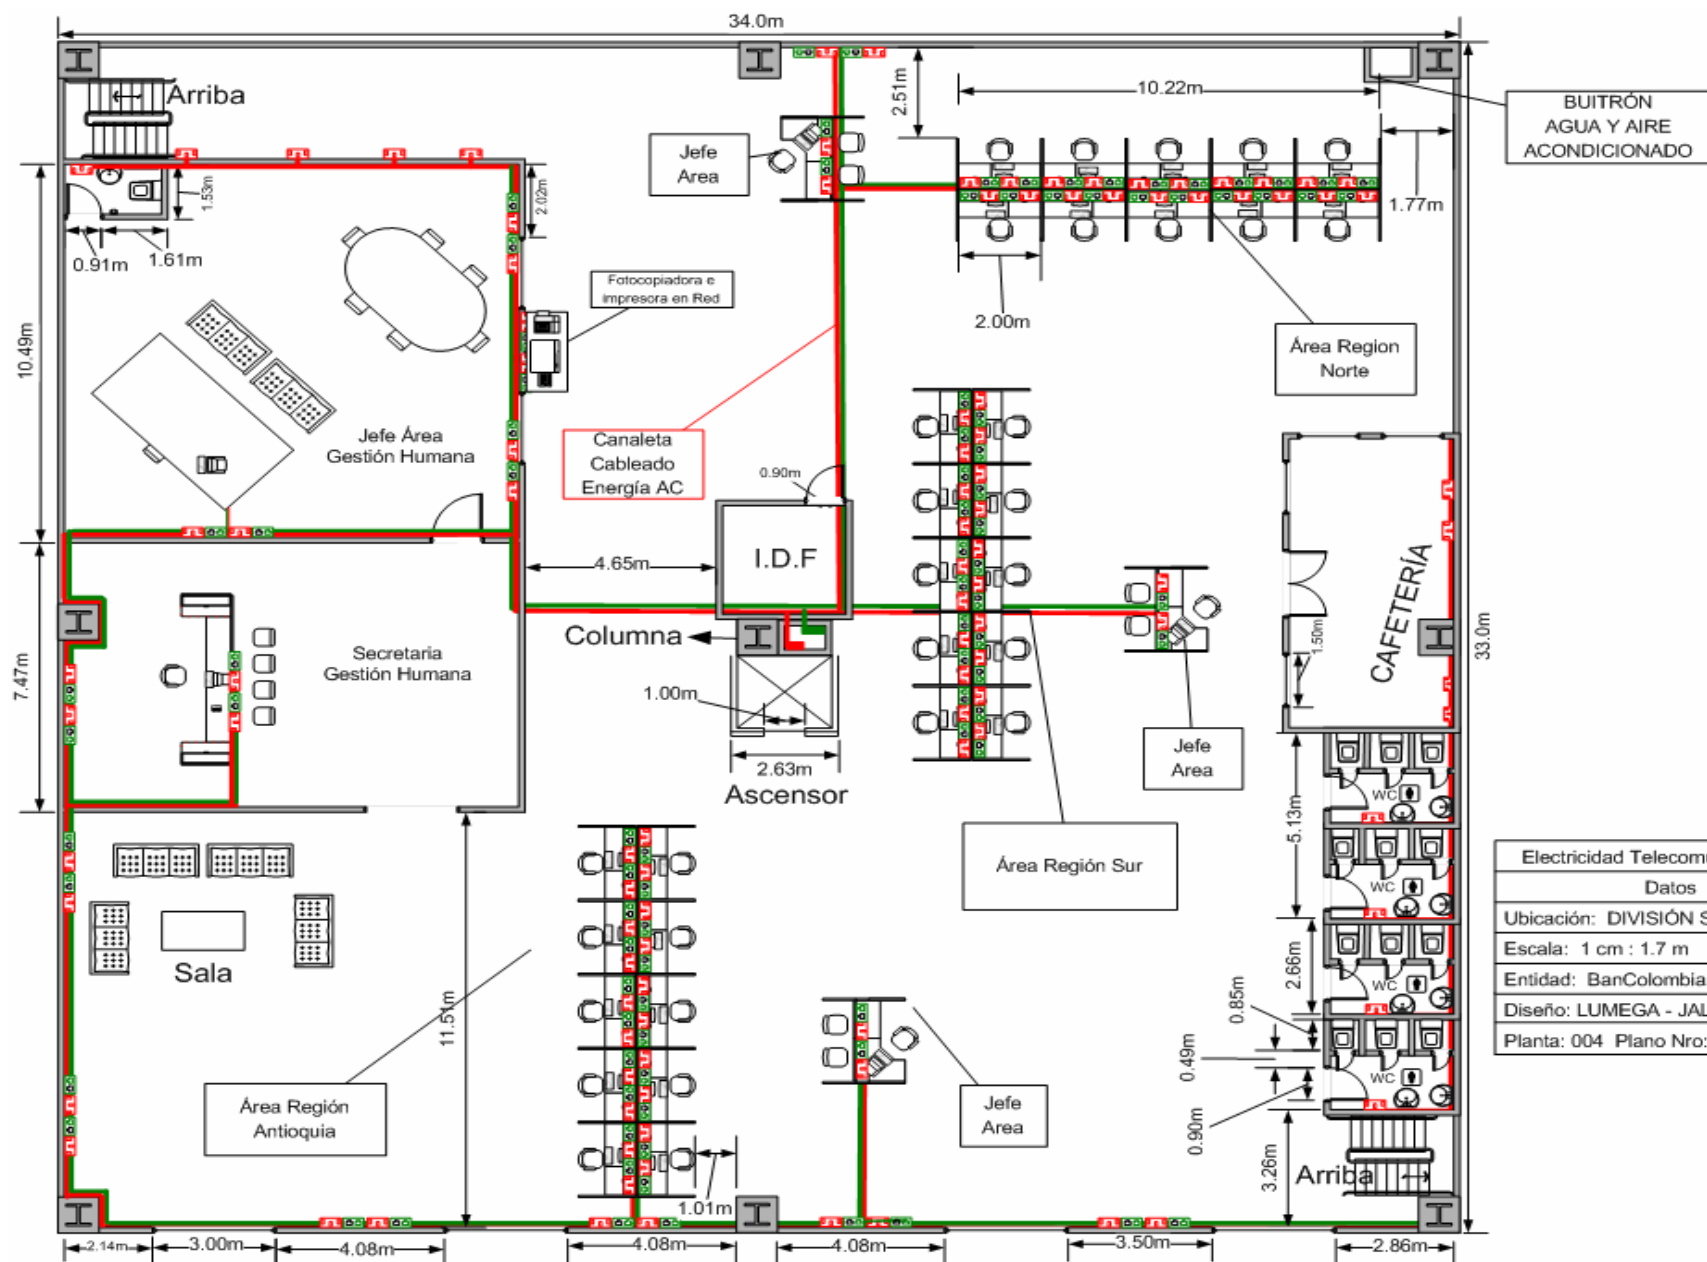 34.0m
Arriba
2.51m
10.22m
BUITRÓN
AGUA Y AIRE
ACONDICIONADO
Jefe
Area
1.53m
2.02m
1.77m
0.91m
1.61m
Fotocopiadora e
impresora en Red
2.00m
10.49m
Área Region
Norte
Jefe Área
Gestión Humana
Canaleta
Cableado
Energía AC
0.90m
4.65m
I.D.F
CAFETERÍA
1.50m
33.0m
Columna
7.47m
Secretaria
Gestión Humana
1.00m
Jefe
Area
2.63m
Ascensor
WC
5.13m
Área Región Sur
WC
Electricidad Telecom
Datos
Ubicación: DIVISIÓN S
Escala: 1 cm : 1.7 m
Entidad: BanColombia
Diseño: LUMEGA - JAL
Planta: 004 Plano Nro:
Sala
2.66m
WC
0.85m
11.51m
0.49m
WC
Área Región
Antioquia
Jefe
Area
0.90m
3.26m
Arriba
1.01m
2.14m
3.00m
4.08m
4.08m
4.08m
3.50m
2.86m